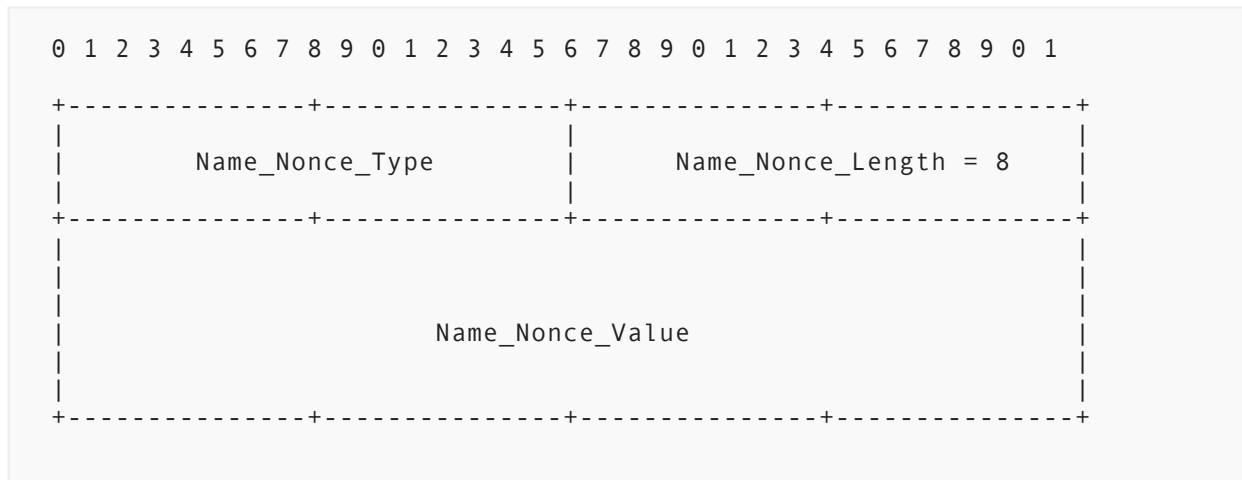 0 1 2 3 4 5 6 7 8 9 0 1 2 3 4 5 6 7 8 9 0 1 2 3 4 5 6 7 8 9 0 1
+---------------+---------------+---------------+---------------+
| | |
| Name_Nonce_Type | Name_Nonce_Length = 8 |
| | |
+---------------+---------------+---------------+---------------+
| |
| |
| |
| Name_Nonce_Value |
| |
| |
+---------------+---------------+---------------+---------------+